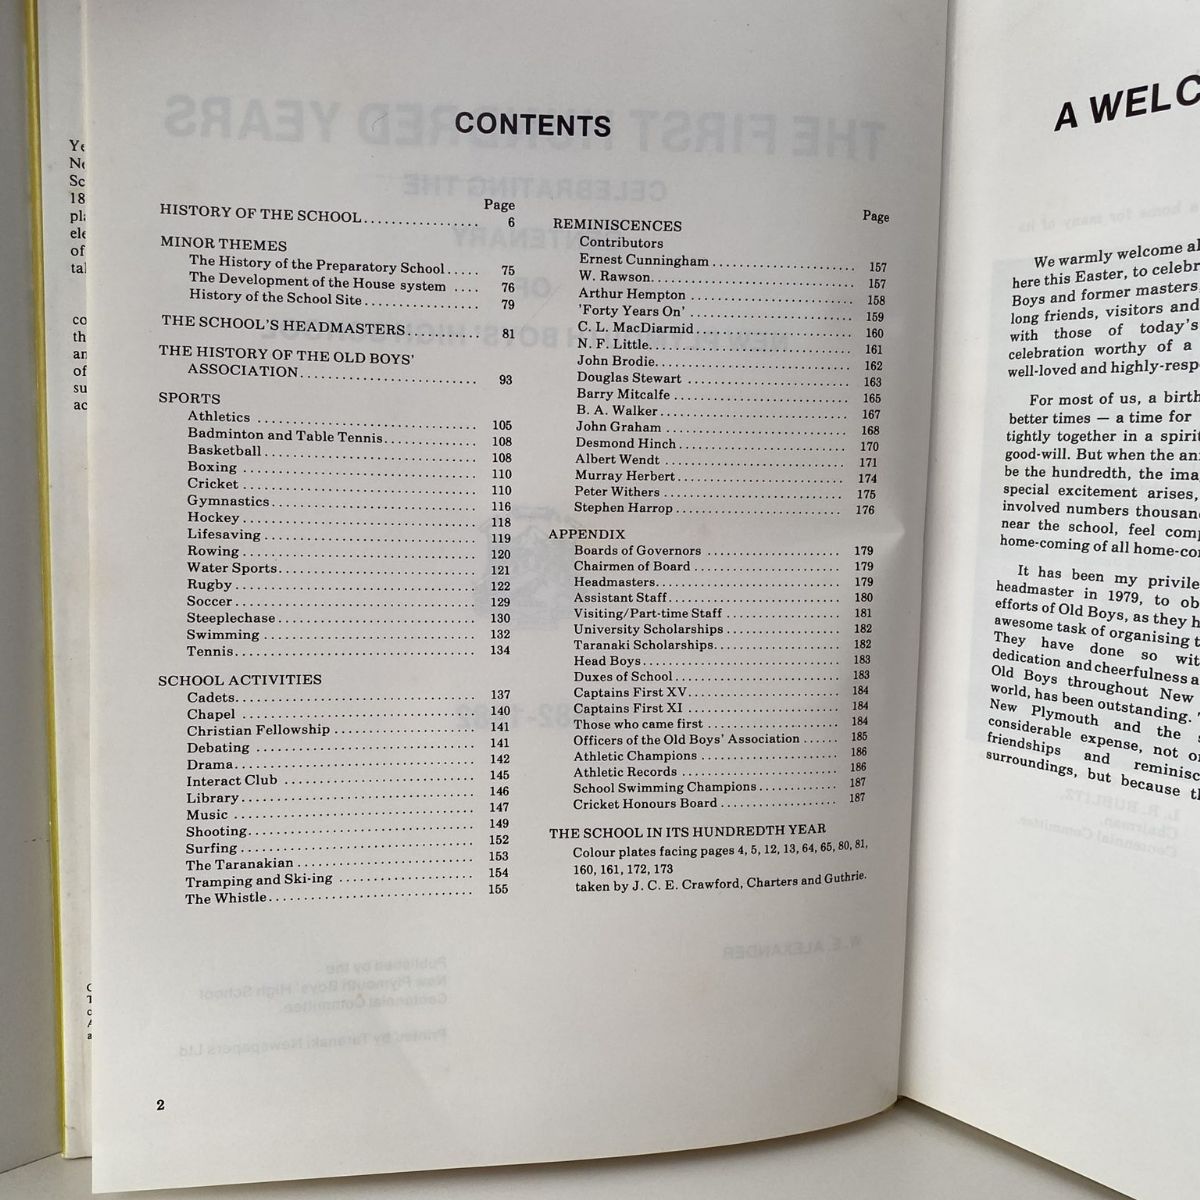 CONTENTS
Page
HISTORY OF THE SCHOOL 6
MINOR THEMES
The History of the Preparatory School 75
The Development of the House system 76
History of the School Site 79
THE SCHOOL'S HEADMASTERS 81
THE HISTORY OF THE OLD BOYS'
ASSOCIATION 93
SPORTS
Athletics 105
Badminton and Table Tennis 108
Basketball 108
Boxing 110
Cricket 110
Gymnastics 116
Hockey 118
Lifesaving 119
Rowing 120
Water Sports 121
Rugby 122
Soccer 129
Steeplechase 130
Swimming 132
Tennis 134
SCHOOL ACTIVITIES
Cadets 137
Chapel 140
Christian Fellowship 141
Debating 141
Drama 142
Interact Club 145
Library 146
Music 147
Shooting 149
Surfing 152
The Taranakian 153
Tramping and Ski-ing 154
The Whistle 155
Page
REMINISCENCES
Contributors
Ernest Cunningham 157
W. Rawson 157
Arthur Hempton 158
'Forty Years On' 159
C. L. MacDiarmid 160
N. F. Little 161
John Brodie 162
Douglas Stewart 163
Barry Mitcalfe 165
B. A. Walker 167
John Graham 168
Desmond Hinch 170
Albert Wendt 171
Murray Herbert 174
Peter Withers 175
Stephen Harrop 176
APPENDIX
Boards of Governors 179
Chairmen of Board 179
Headmasters 179
Assistant Staff 180
Visiting/Part-time Staff 181
University Scholarships 182
Taranaki Scholarships 182
Head Boys 183
Duxes of School 183
Captains First XV 184
Captains First XI 184
Those who came first 184
Officers of the Old Boys' Association 185
Athletic Champions 186
Athletic Records 186
School Swimming Champions 187
Cricket Honours Board 187
THE SCHOOL IN ITS HUNDREDTH YEAR
Colour plates facing pages 4, 5, 12, 13, 64, 65, 80, 81,
160, 161, 172, 173
taken by J. C. E. Crawford, Charters and Guthrie.
2
A WELC
We warmly welcome al
here this Easter, to celebr
Boys and former masters,
long friends, visitors and
with those of today's
celebration worthy of a
well-loved and highly-resp
For most of us, a birth
better times — a time for
tightly together in a spirit
good-will. But when the an
be the hundredth, the ima
special excitement arises,
involved numbers thousan
near the school, feel comp
home-coming of all home-co
It has been my privile
headmaster in 1979, to ob
efforts of Old Boys, as they h
awesome task of organising t
They have done so wit
dedication and cheerfulness a
Old Boys throughout New
world, has been outstanding.
New Plymouth and the
considerable expense, not o
friendships and reminisc
surroundings, but because th